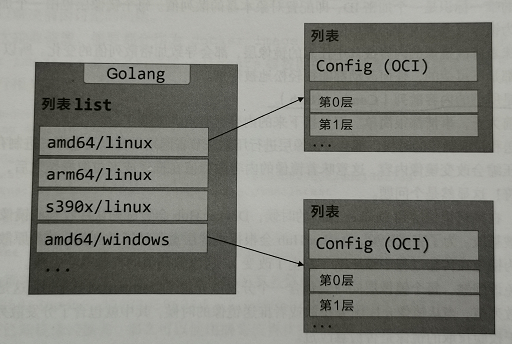 Golang
列表 list
amd64/linux
arm64/linux
s390x/linux
amd64/windows
...
列表
Config (OCI)
第0层
第1层
...
列表
Config (OCI)
第0层
第1层
...